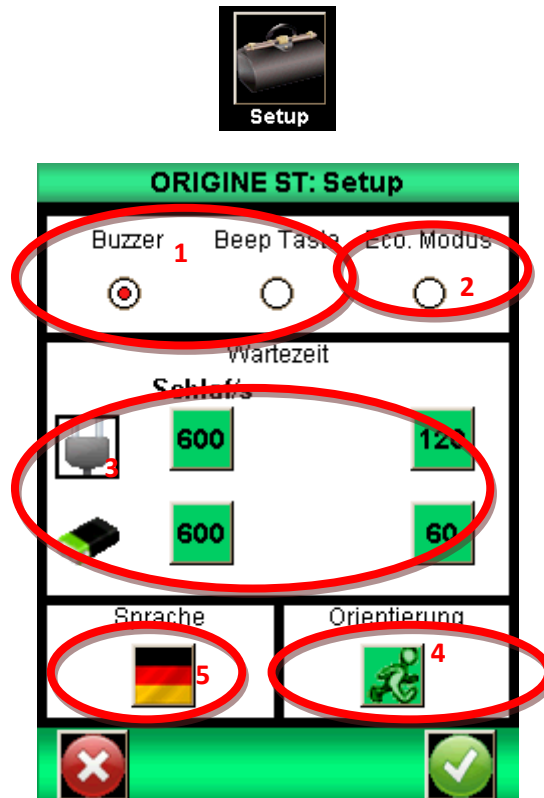 Setup
ORIGINE ST: Setup
Buzzer Beep Taste Eco. Modus
1
2
Wartezeit
Schlaf/s
600 120
3
600 60
Sprache Orientierung
5 4